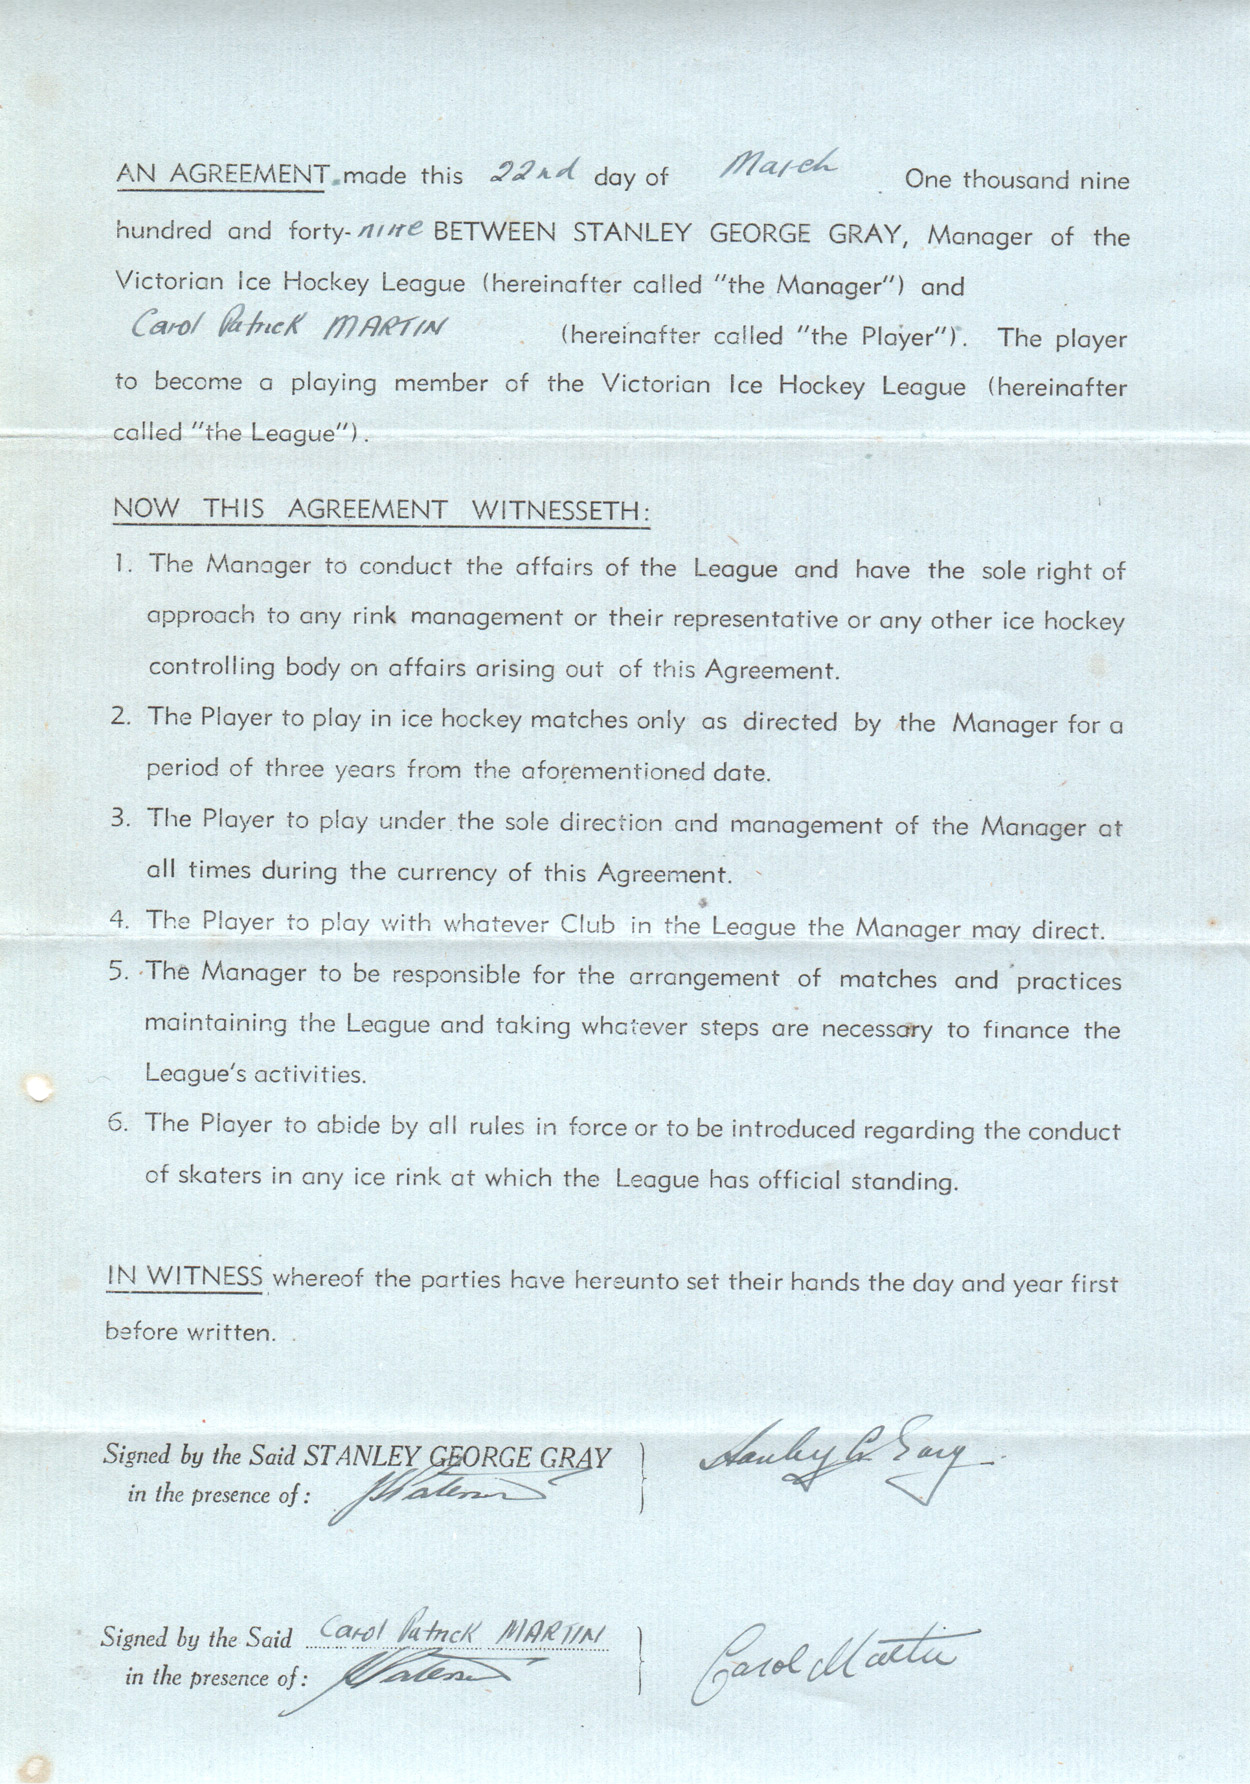 AN AGREEMENT made this 22nd day of March One thousand nine
hundred and forty-nine BETWEEN STANLEY GEORGE GRAY, Manager of the
Victorian Ice Hockey League (hereinafter called "the Manager") and
Carol Patrick MARTIN (hereinafter called "the Player"). The player
to become a playing member of the Victorian Ice Hockey League (hereinafter
called "the League").
NOW THIS AGREEMENT WITNESSETH:
1. The Manager to conduct the affairs of the League and have the sole right of
approach to any rink management or their representative or any other ice hockey
controlling body on affairs arising out of this Agreement.
2. The Player to play in ice hockey matches only as directed by the Manager for a
period of three years from the aforementioned date.
3. The Player to play under the sole direction and management of the Manager at
all times during the currency of this Agreement.
4. The Player to play with whatever Club in the League the Manager may direct.
5. The Manager to be responsible for the arrangement of matches and practices
maintaining the League and taking whatever steps are necessary to finance the
League's activities.
6. The Player to abide by all rules in force or to be introduced regarding the conduct
of skaters in any ice rink at which the League has official standing.
IN WITNESS whereof the parties have hereunto set their hands the day and year first
before written.
Signed by the Said STANLEY GEORGE GRAY } Stanley G. Gray
in the presence of:
Signed by the Said Carol Patrick MARTIN } Carol Martin
in the presence of: